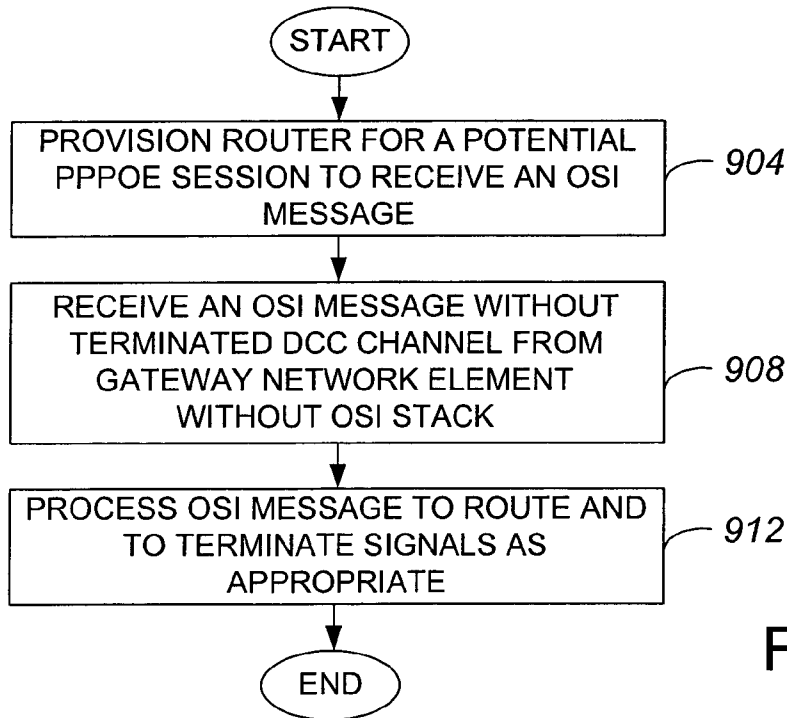 START
PROVISION ROUTER FOR A POTENTIAL
PPPOE SESSION TO RECEIVE AN OSI
MESSAGE
904
RECEIVE AN OSI MESSAGE WITHOUT
TERMINATED DCC CHANNEL FROM
GATEWAY NETWORK ELEMENT
WITHOUT OSI STACK
908
PROCESS OSI MESSAGE TO ROUTE AND
TO TERMINATE SIGNALS AS
APPROPRIATE
912
END
F